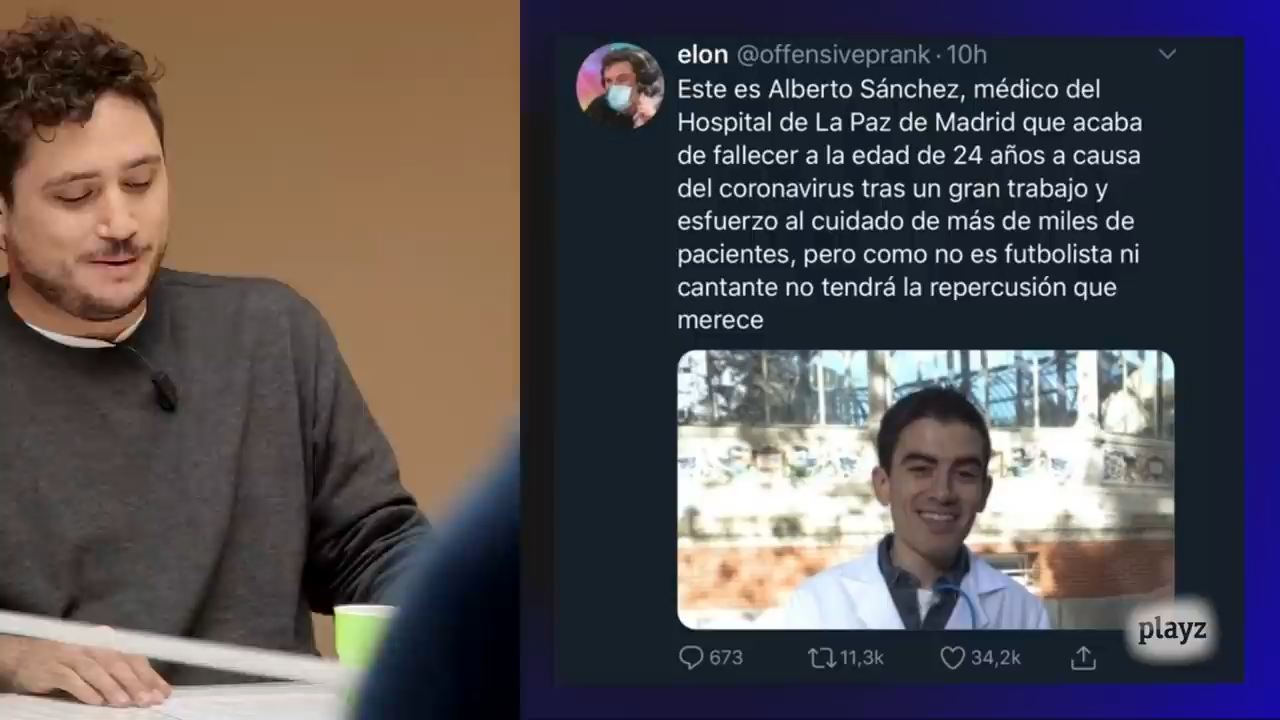 elon @offensiveprank · 10h
Este es Alberto Sánchez, médico del
Hospital de La Paz de Madrid que acaba
de fallecer a la edad de 24 años a causa
del coronavirus tras un gran trabajo y
esfuerzo al cuidado de más de miles de
pacientes, pero como no es futbolista ni
cantante no tendrá la repercusión que
merece
673 11,3k 34,2k
playz